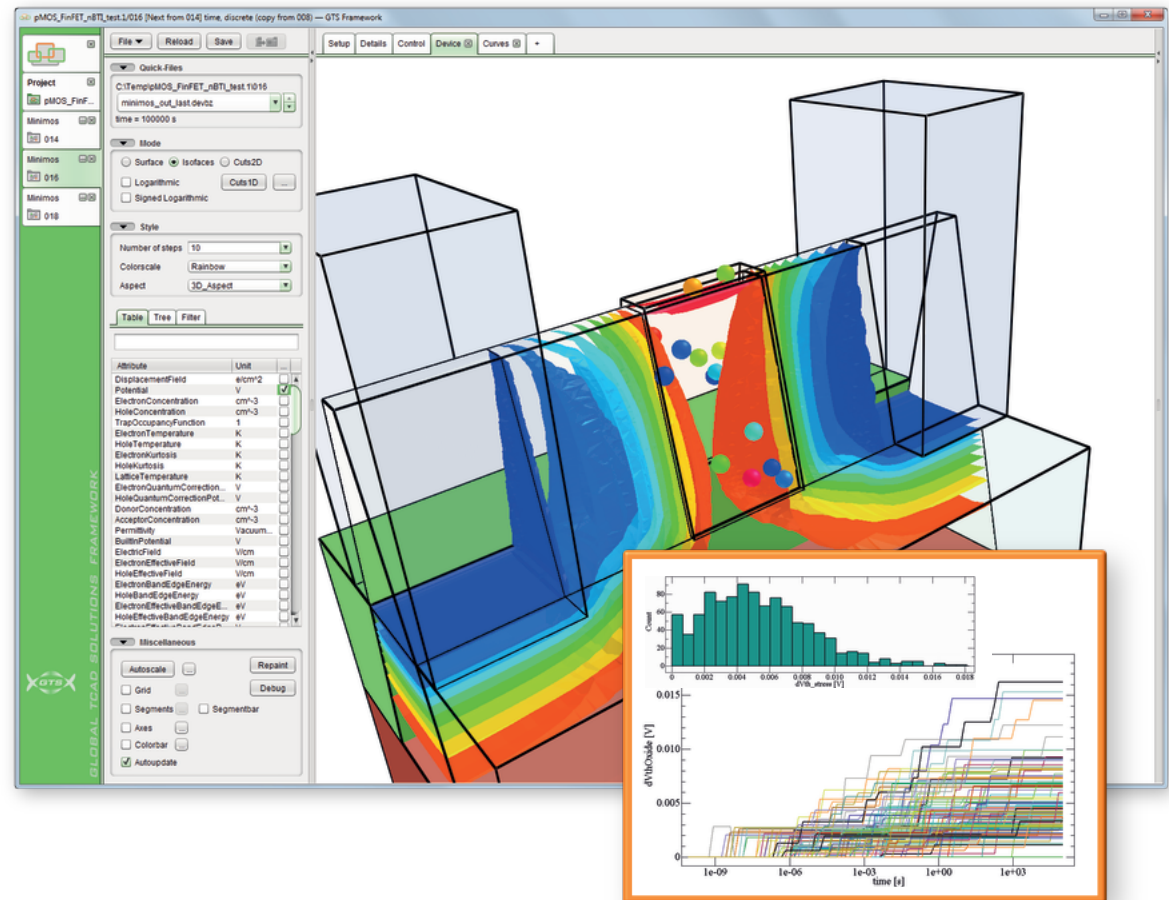 pMOS_FinFET_nBTI_test.1/016 [Next from 014] time, discrete (copy from 008) — GTS Framework
File Reload Save
Setup Details Control Device Curves +
Project
pMOS_FinF...
Minimos
014
Minimos
016
Minimos
018
GTS
GLOBAL TCAD SOLUTIONS FRAMEWORK
Quick-Files
C:\Temp\pMOS_FinFET_nBTI_test.1\016
minimos_out_last.devbz
time = 100000 s
Mode
Surface Isofaces Cuts2D
Logarithmic Cuts1D ...
Signed Logarithmic
Style
Number of steps 10
Colorscale Rainbow
Aspect 3D_Aspect
Table Tree Filter
Attribute Unit ...
DisplacementField e/cm^2
Potential V
ElectronConcentration cm^-3
HoleConcentration cm^-3
TrapOccupancyFunction 1
ElectronTemperature K
HoleTemperature K
ElectronKurtosis K
HoleKurtosis K
LatticeTemperature K
ElectronQuantumCorrection... V
HoleQuantumCorrectionPot... V
DonorConcentration cm^-3
AcceptorConcentration cm^-3
Permittivity Vacuum...
BuiltinPotential V
ElectricField V/cm
ElectronEffectiveField V/cm
HoleEffectiveField V/cm
ElectronBandEdgeEnergy eV
HoleBandEdgeEnergy eV
ElectronEffectiveBandEdgeE... eV
HoleEffectiveBandEdgeEnergy eV
Miscellaneous
Autoscale ... Repaint
Grid ... Debug
Segments ... Segmentbar
Axes ...
Colorbar ...
Autoupdate
Count
80
60
40
20
0
0 0.002 0.004 0.006 0.008 0.01 0.012 0.014 0.016 0.018
dVth_stress [V]
dVthOxide [V]
0.015
0.010
0.005
0
1e-09 1e-06 1e-03 1e+00 1e+03
time [s]